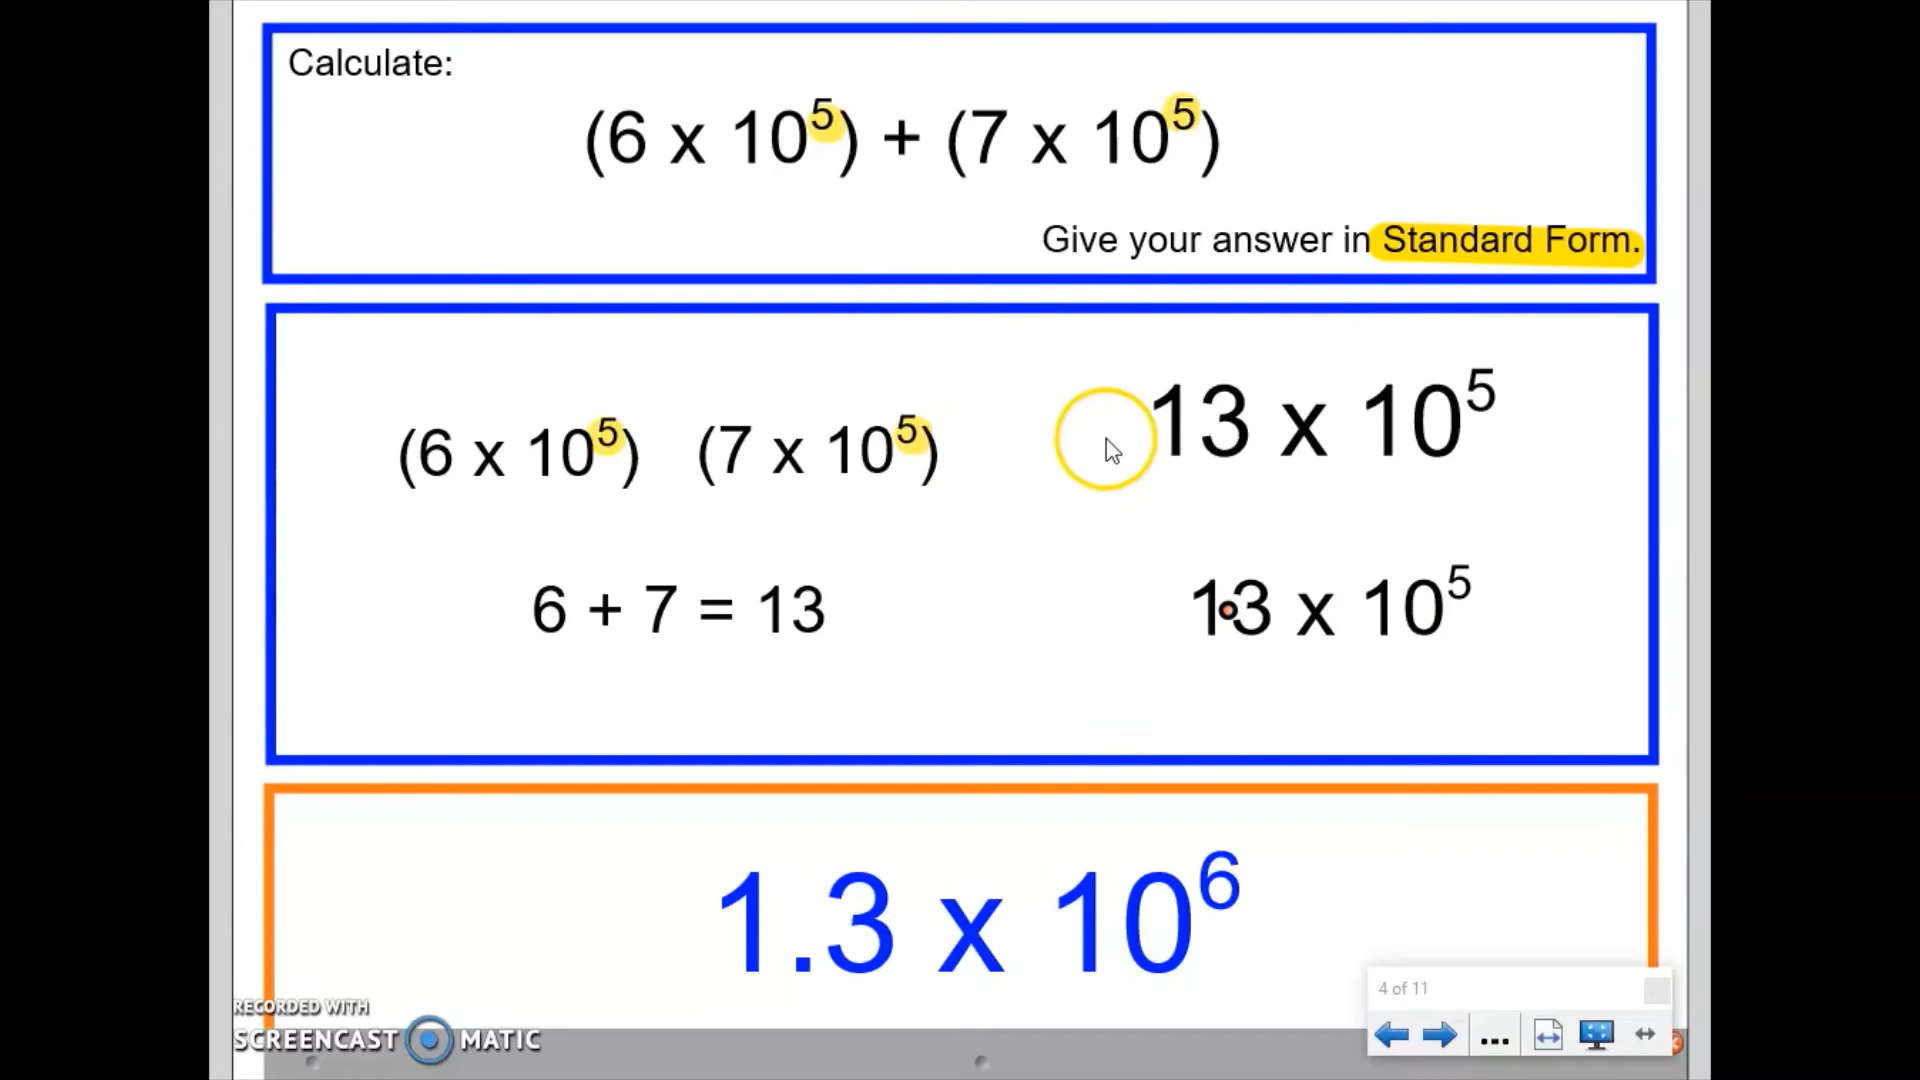 Calculate:
(6 x 10⁵) + (7 x 10⁵)
Give your answer in Standard Form.
(6 x 10⁵) (7 x 10⁵)
13 x 10⁵
6 + 7 = 13
13 x 10⁵
1.3 x 10⁶
4 of 11
RECORDED WITH
SCREENCAST MATIC